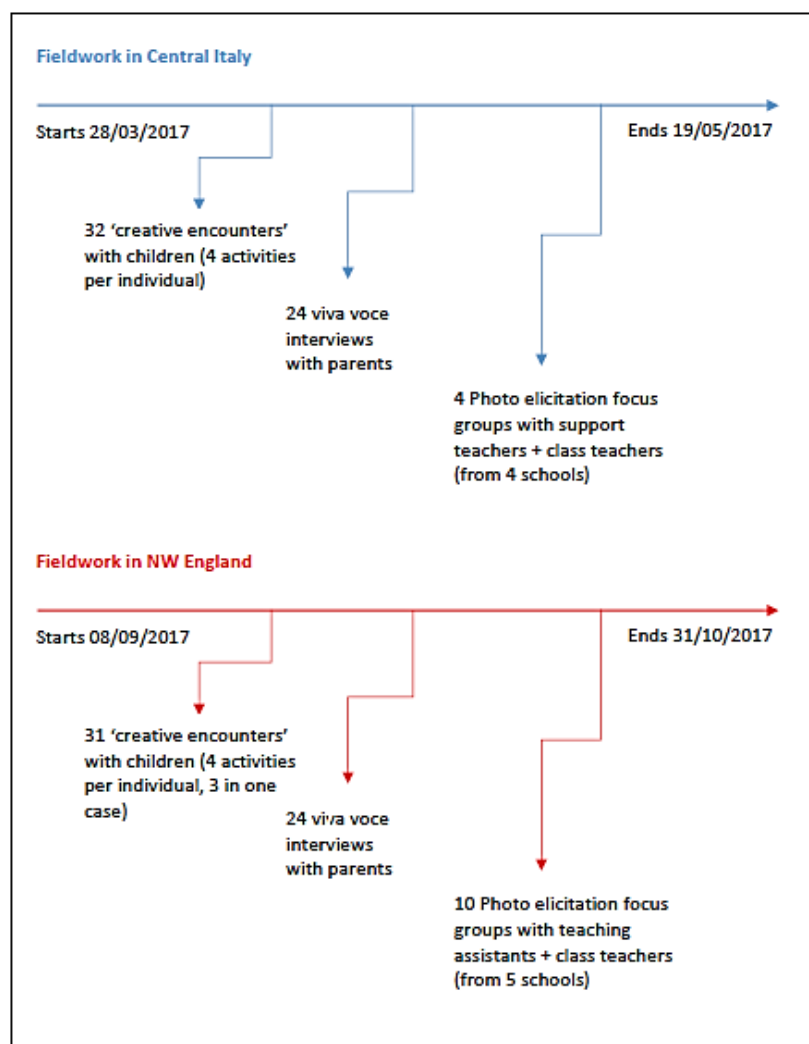 Fieldwork in Central Italy
Starts 28/03/2017
Ends 19/05/2017
32 ‘creative encounters’
with children (4 activities
per individual)
24 viva voce
interviews
with parents
4 Photo elicitation focus
groups with support
teachers + class teachers
(from 4 schools)
Fieldwork in NW England
Starts 08/09/2017
Ends 31/10/2017
31 ‘creative encounters’
with children (4 activities
per individual, 3 in one
case)
24 viva voce
interviews
with parents
10 Photo elicitation focus
groups with teaching
assistants + class teachers
(from 5 schools)